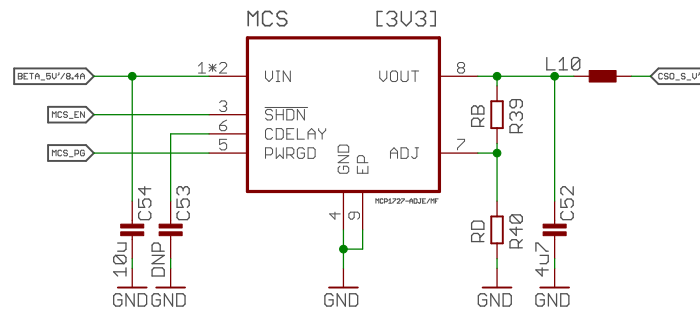 MCS [3V3]
L10
BETA_5V/8.4A
1*2 VIN VOUT 8
CSO_S_V
MCS_EN
3 SHDN
6 CDELAY
MCS_PG
5 PWRGD
ADJ 7
GND
EP
MCP1727-ADJE/MF
4
9
RB
R39
RD
R40
C54
10u
C53
DNP
C52
4u7
GND GND GND GND GND